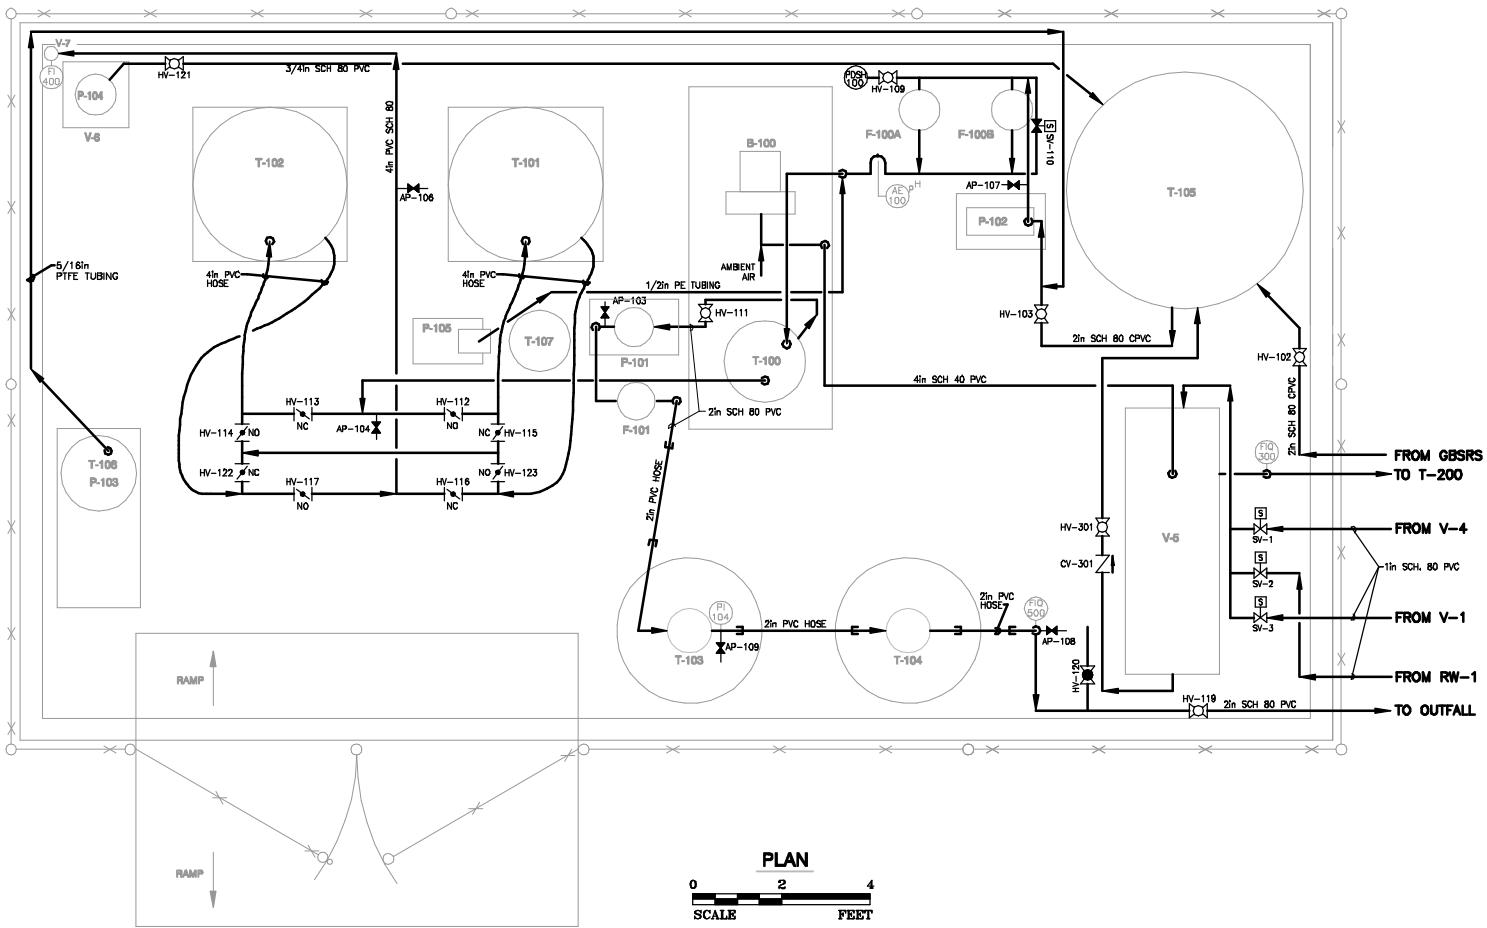 V-7
FI
400
HV-121
3/4in SCH 80 PVC
P-104
V-6
4in PVC SCH 80
T-102
T-101
AP-106
PDSH
100
HV-109
F-100A
F-100B
S
SV-110
B-100
AE
100
pH
AP-107
P-102
T-105
5/16in
PTFE TUBING
4in PVC
HOSE
4in PVC
HOSE
AMBIENT
AIR
1/2in PE TUBING
AP-103
HV-111
P-105
T-107
P-101
T-100
HV-103
2in SCH 80 CPVC
HV-102
2in SCH 80 CPVC
4in SCH 40 PVC
HV-113
NC
HV-112
NO
AP-104
F-101
2in SCH 80 PVC
HV-114
NO
NC
HV-115
HV-122
NC
NO
HV-123
HV-117
NO
HV-116
NC
T-106
P-103
2in PVC HOSE
FROM GBSRS
FIQ
300
TO T-200
S
SV-1
FROM V-4
HV-301
V-5
CV-301
S
SV-2
1in SCH. 80 PVC
S
SV-3
FROM V-1
PI
104
2in PVC HOSE
AP-109
T-103
T-104
2in PVC
HOSE
FIQ
500
AP-108
HV-120
FROM RW-1
HV-119
2in SCH 80 PVC
TO OUTFALL
RAMP
RAMP
PLAN
0 2 4
SCALE FEET